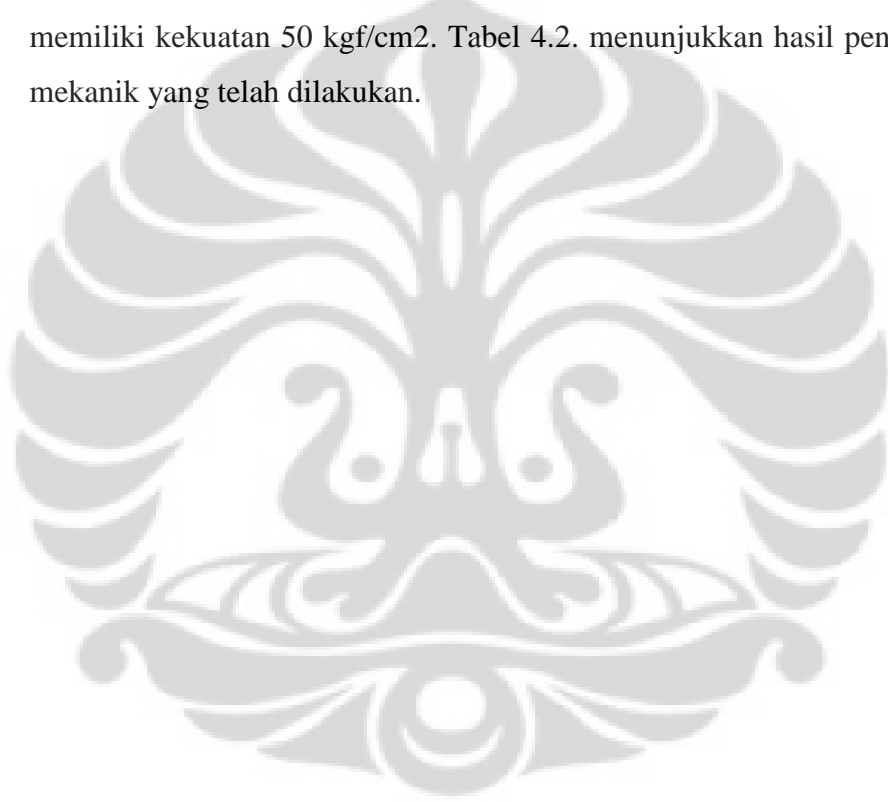 memiliki kekuatan 50 kgf/cm2. Tabel 4.2. menunjukkan hasil pen
mekanik yang telah dilakukan.